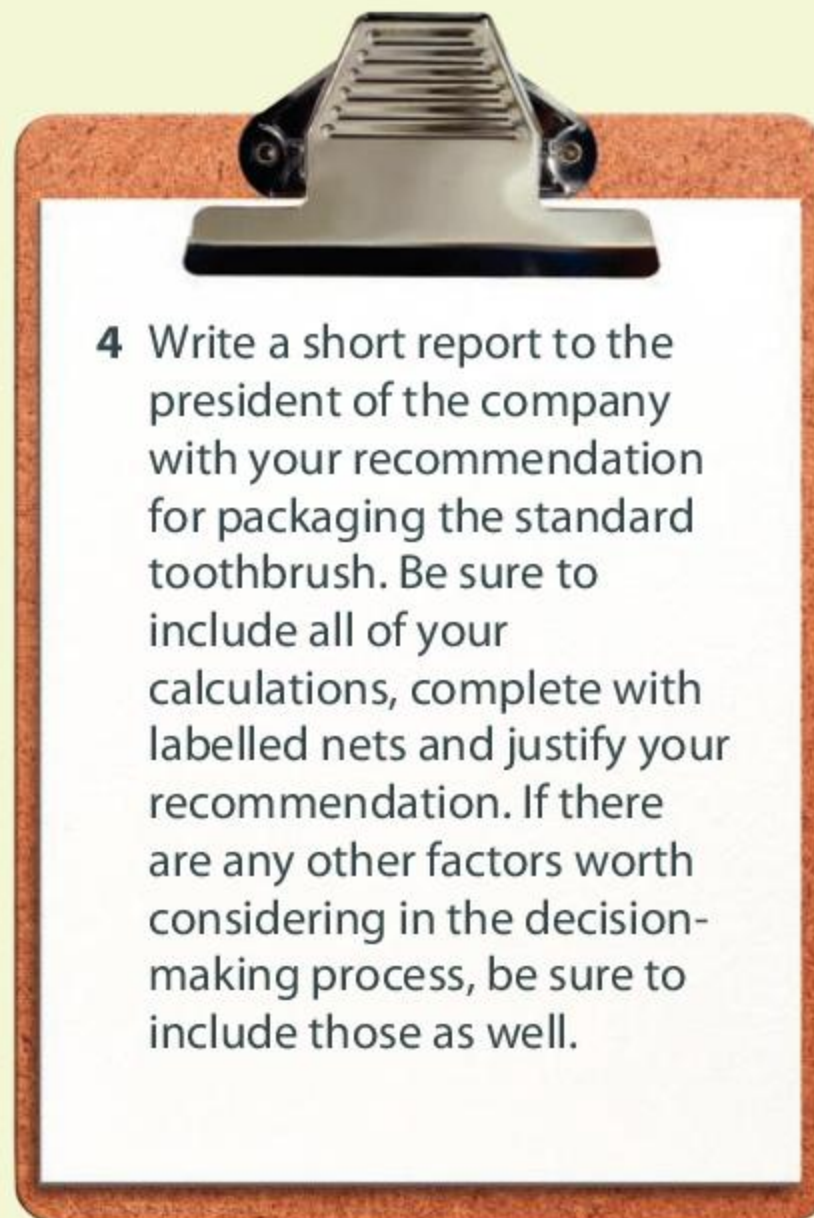 4 Write a short report to the
president of the company
with your recommendation
for packaging the standard
toothbrush. Be sure to
include all of your
calculations, complete with
labelled nets and justify your
recommendation. If there
are any other factors worth
considering in the decision-
making process, be sure to
include those as well.